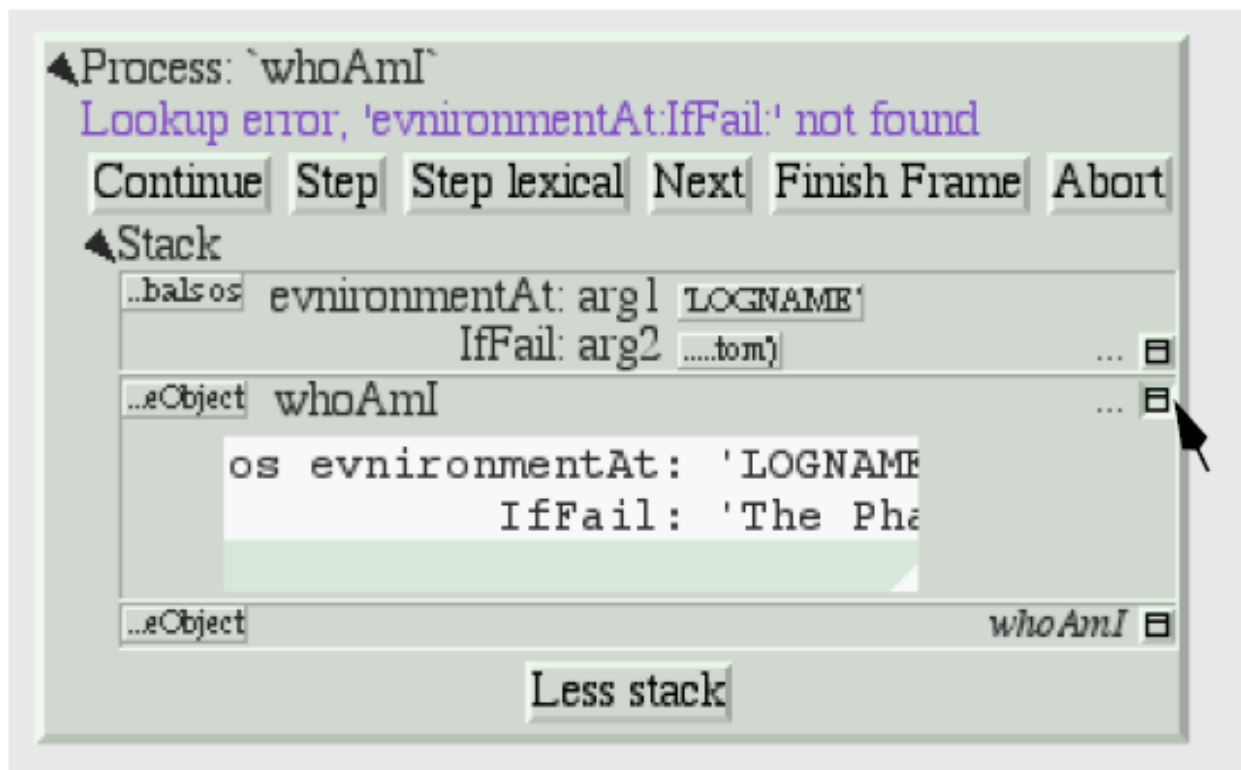 Process: `whoAmI`
Lookup error, 'evnironmentAt:IfFail:' not found
Continue Step Step lexical Next Finish Frame Abort
Stack
...bals os evnironmentAt: arg1 'LOGNAME'
IfFail: arg2 .....tom') ...
...eObject whoAmI ...
os evnironmentAt: 'LOGNAME
IfFail: 'The Pha
...eObject whoAmI
Less stack